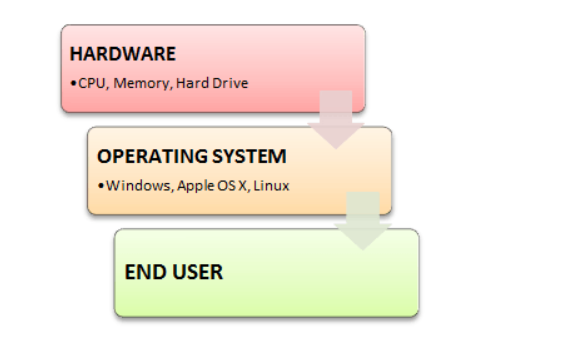 HARDWARE
•CPU, Memory, Hard Drive
OPERATING SYSTEM
•Windows, Apple OS X, Linux
END USER